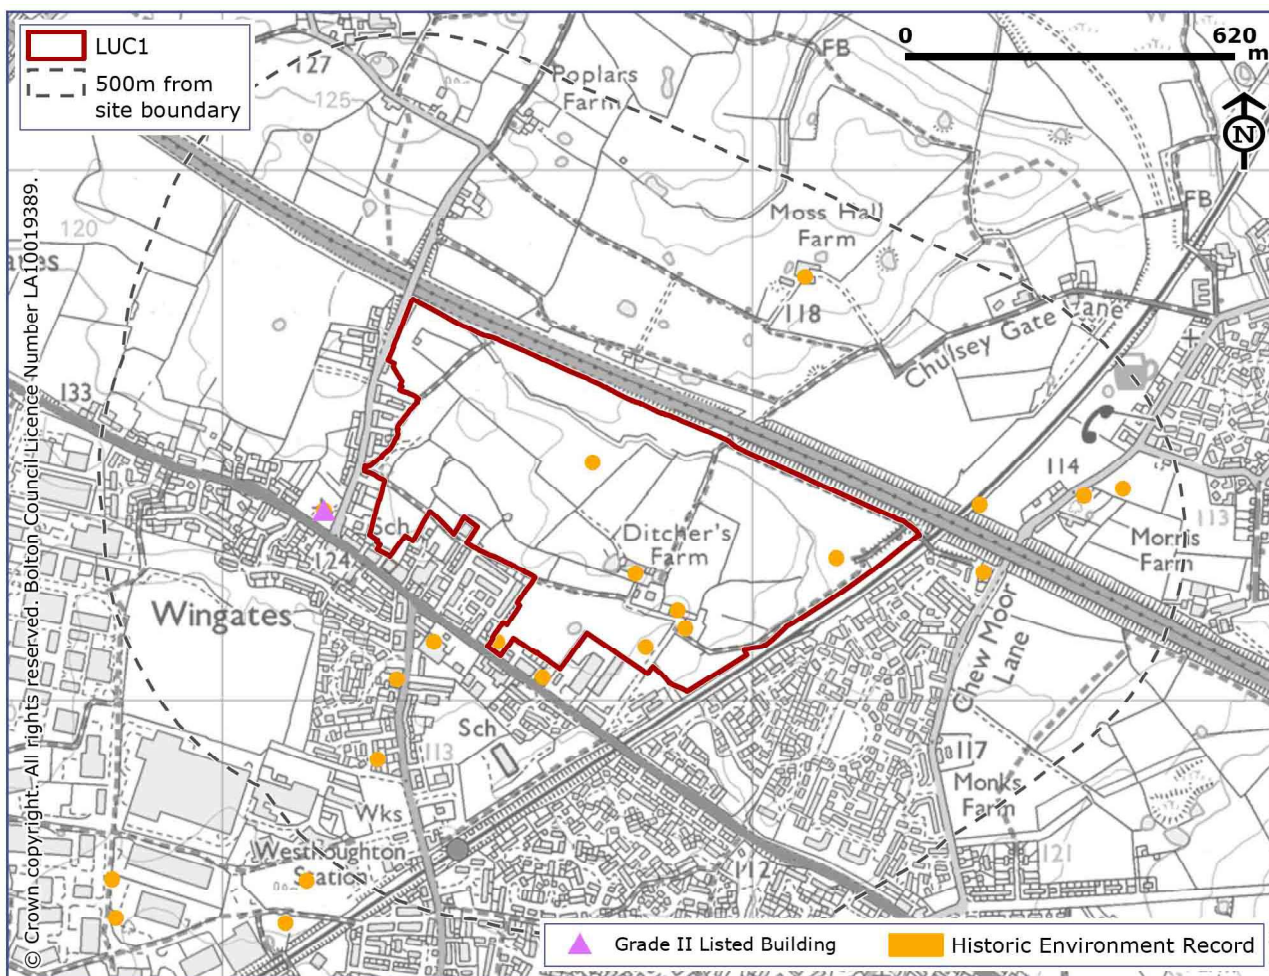 LUC1
500m from
site boundary
0 620
m
N
127
125
Poplars
Farm
FB
FB
Moss Hall
Farm
118
120
ates
Chulsey Gate Lane
133
114
113
Morris
Farm
Sch
124
Ditcher's
Farm
Wingates
Chew Moor
Lane
Sch
113
117
Monks
Farm
Wks
Westhoughton
Station
112
121
Grade II Listed Building
Historic Environment Record
© Crown copyright. All rights reserved. Bolton Council Licence Number LA10019389.